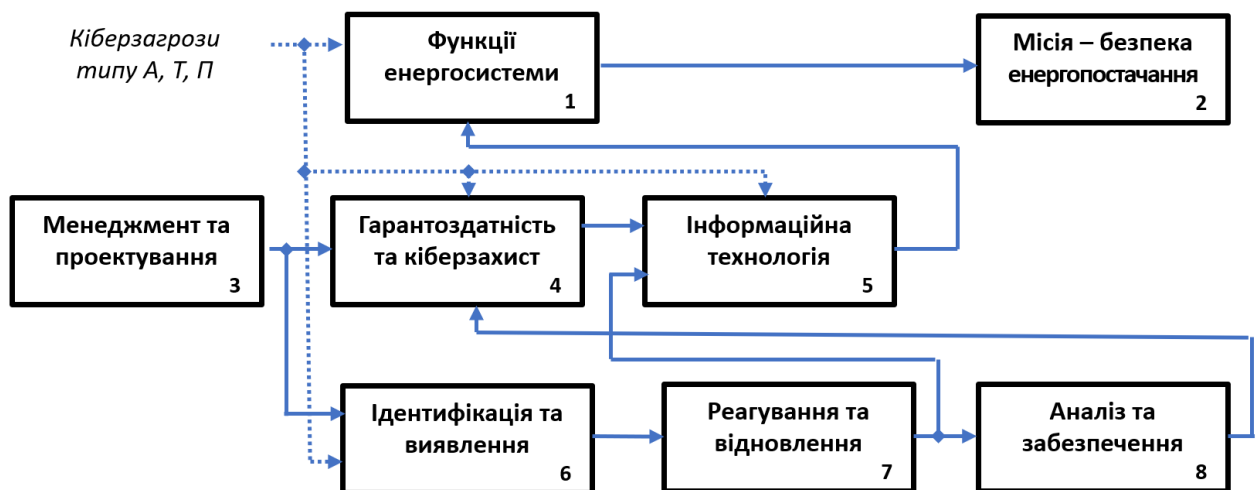 Кіберзагрози
типу А, Т, П
Функції
енергосистеми
1
Місія – безпека
енергопостачання
2
Менеджмент та
проектування
3
Гарантоздатність
та кіберзахист
4
Інформаційна
технологія
5
Ідентифікація та
виявлення
6
Реагування та
відновлення
7
Аналіз та
забезпечення
8